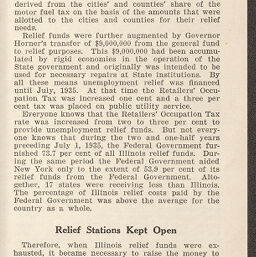 derived from the cities' and counties' share of the
motor fuel tax on the basis of the amounts that were
allotted to the cities and counties for their relief
needs.
Relief funds were further augmented by Governor
Horner's transfer of $9,000,000 from the general fund
to relief purposes. This $9,000,000 had been accumu-
lated by rigid economies in the operation of the
State government and originally was intended to be
used for necessary repairs at State institutions. By
all these means unemployment relief was financed
until July, 1935. At that time the Retailers' Occu-
pation Tax was increased one cent and a three per
cent tax was placed on public utility service.
Everyone knows that the Retailers' Occupation Tax
rate was increased from two to three per cent to
provide unemployment relief funds. But not every-
one knows that during the two and one-half years
preceding July 1, 1935, the Federal Government fur-
nished 73.7 per cent of all Illinois relief funds. Dur-
ing the same period the Federal Government aided
New York only to the extent of 53.9 per cent of its
relief funds from the Federal Government. Alto-
gether, 17 states were receiving less than Illinois.
The percentage of Illinois relief costs paid by the
Federal Government was above the average for the
country as a whole.
Relief Stations Kept Open
Therefore, when Illinois relief funds were ex-
hausted, it became necessary to raise the money to